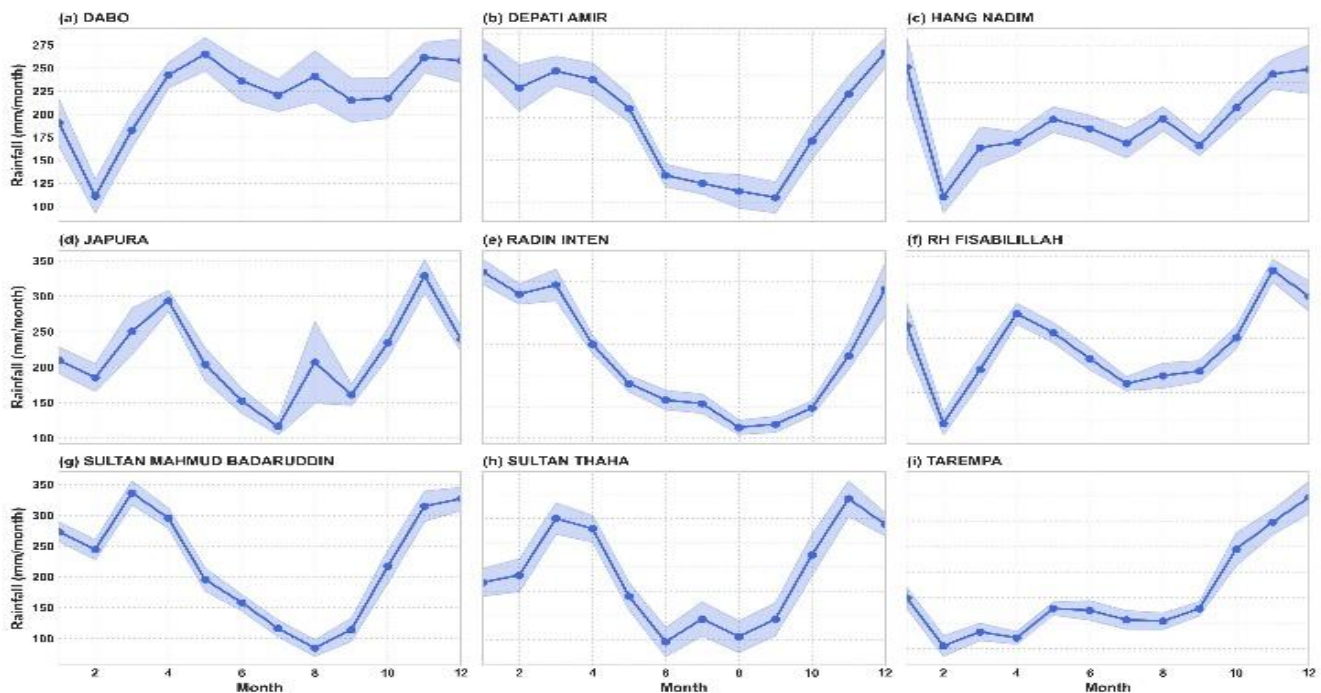 (a) DABO
(b) DEPATI AMIR
(c) HANG NADIM
Rainfall (mm/month)
275
250
225
200
175
150
125
100
(d) JAPURA
(e) RADIN INTEN
(f) RH FISABILILLAH
Rainfall (mm/month)
350
300
250
200
150
100
(g) SULTAN MAHMUD BADARUDDIN
(h) SULTAN THAHA
(i) TAREMPA
Rainfall (mm/month)
350
300
250
200
150
100
2 4 6 8 10 12
2 4 6 8 10 12
2 4 6 8 10 12
Month
Month
Month